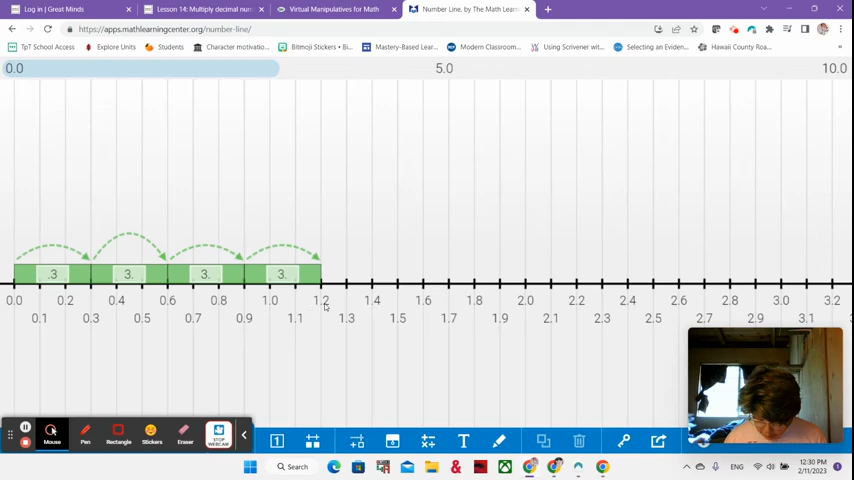 Log in | Great Minds
Lesson 14: Multiply decimal num
Virtual Manipulatives for Math
Number Line, by The Math Learn
https://apps.mathlearningcenter.org/number-line/
TpT School Access
Explore Units
Students
Character motivatio...
Bitmoji Stickers • Bi...
Mastery-Based Lear...
Modern Classroom...
Using Scrivener wit...
Selecting an Eviden...
Hawaii County Roa...
0.0 5.0 10.0
.3 3. 3. 3.
0.0 0.2 0.4 0.6 0.8 1.0 1.2 1.4 1.6 1.8 2.0 2.2 2.4 2.6 2.8 3.0 3.2
0.1 0.3 0.5 0.7 0.9 1.1 1.3 1.5 1.7 1.9 2.1 2.3 2.5 2.7 2.9 3.1
Mouse Pen Rectangle Stickers Eraser STOP WEBCAM
1
T
Search
ENG
12:30 PM
2/11/2023